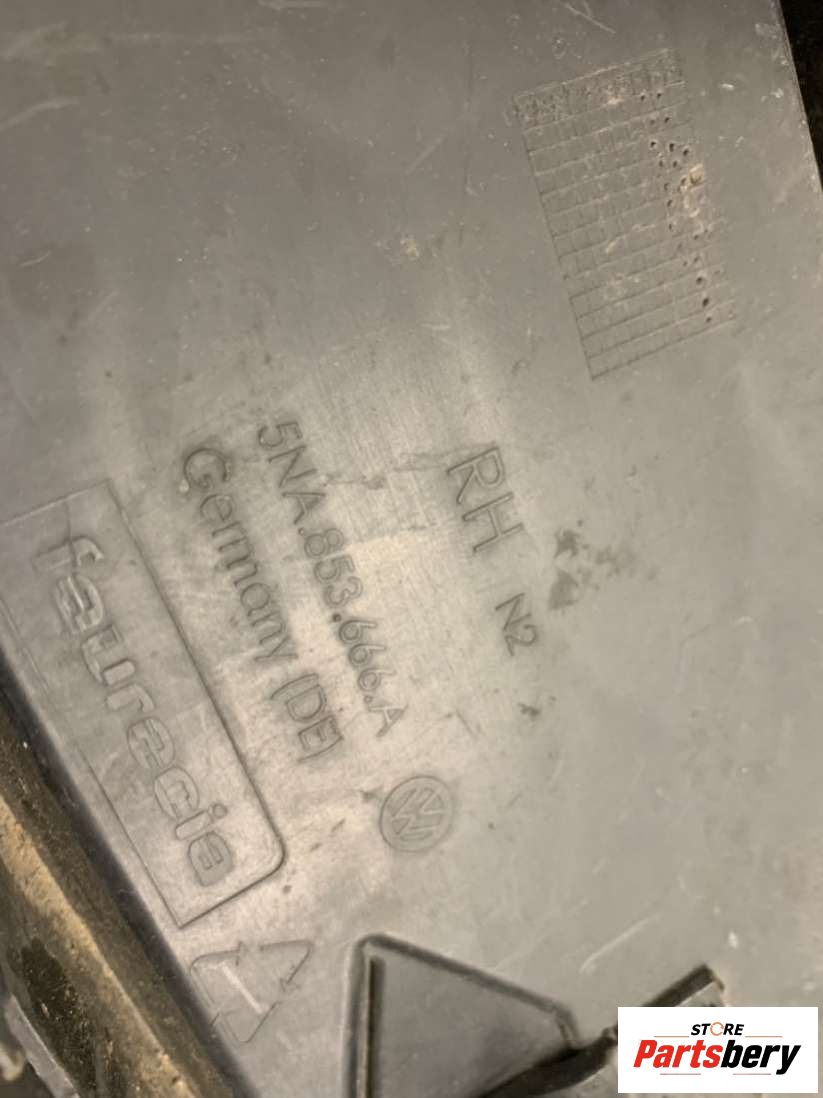 RH N2
5NA.853.666.A
Germany (DE)
faurecia
STORE
Partsbery